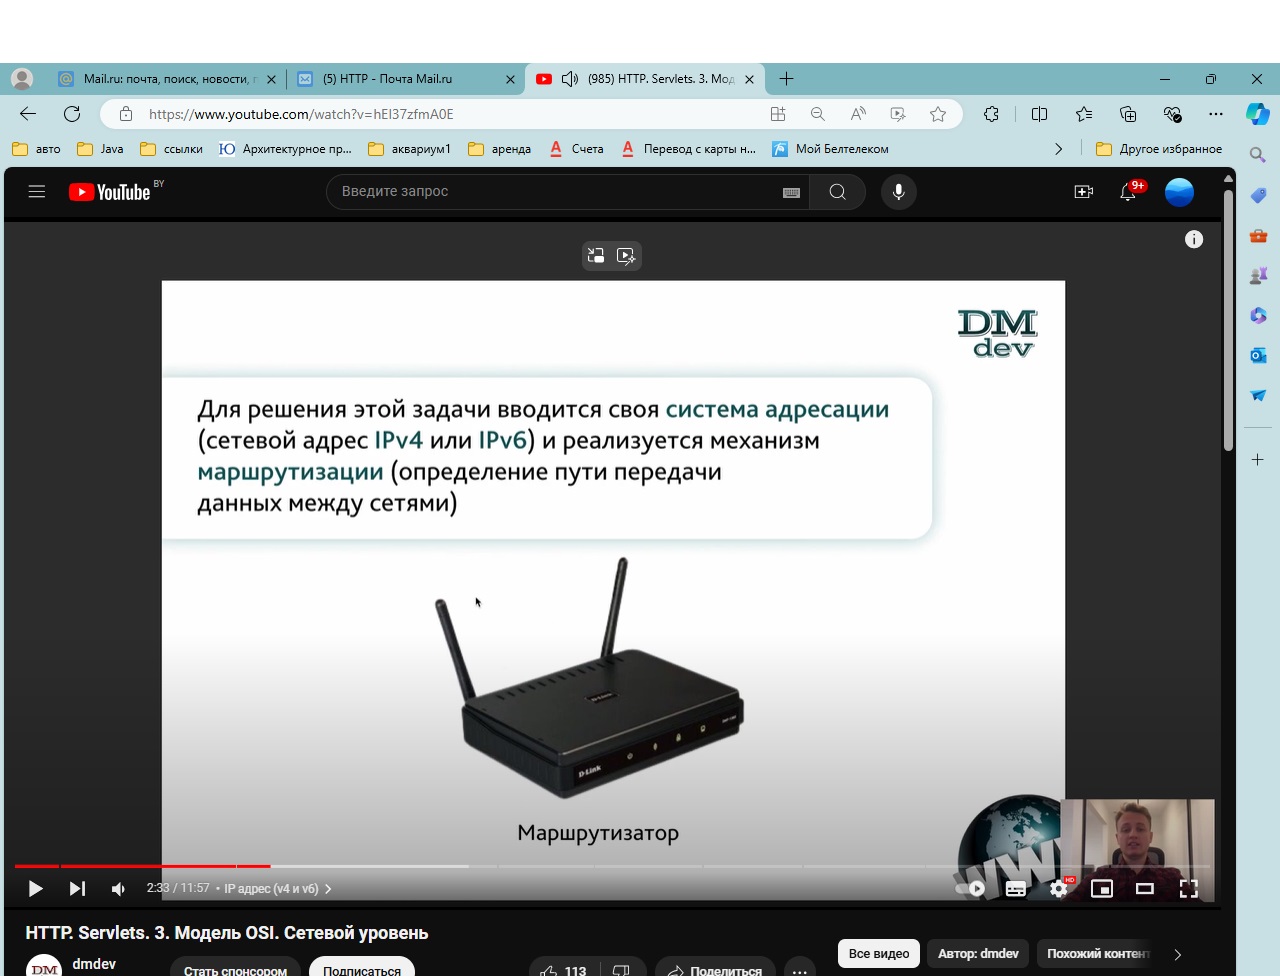 Mail.ru: почта, поиск, новости,
(5) HTTP - Почта Mail.ru
(985) HTTP. Servlets. 3. Мод
https://www.youtube.com/watch?v=hEI37zfmA0E
авто
Java
ссылки
Ю
Архитектурное пр...
аквариум1
аренда
А
Счета
А
Перевод с карты н...
Мой Белтелеком
Другое избранное
YouTube BY
Введите запрос
9+
DM
dev
Для решения этой задачи вводится своя система адресации
(сетевой адрес IPv4 или IPv6) и реализуется механизм
маршрутизации (определение пути передачи
данных между сетями)
D-Link
Маршрутизатор
WWW
2:33 / 11:57 • IP адрес (v4 и v6)
HD
HTTP. Servlets. 3. Модель OSI. Сетевой уровень
DM
dmdev
Стать спонсором
Подписаться
113
Поделиться
...
Все видео
Автор: dmdev
Похожий контент